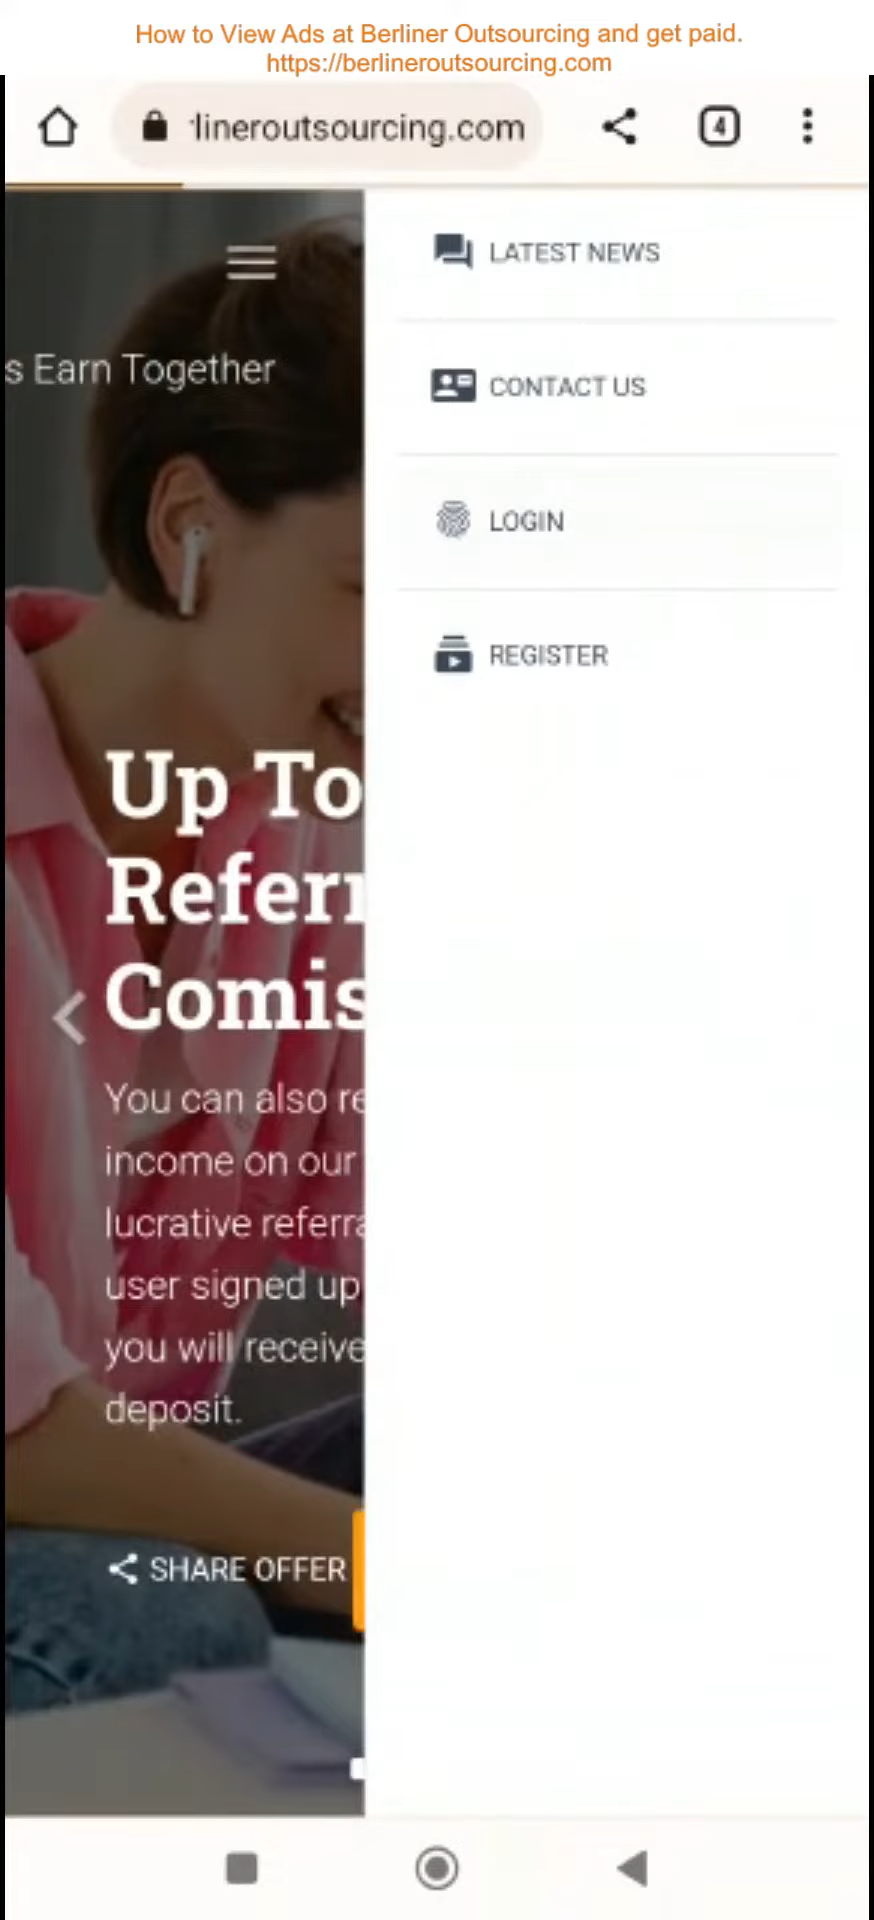 How to View Ads at Berliner Outsourcing and get paid.
https://berlineroutsourcing.com
lineroutsourcing.com
4
LATEST NEWS
s Earn Together
CONTACT US
LOGIN
REGISTER
Up To
Referr
Comis
You can also re
income on our
lucrative referra
user signed up
you will receive
deposit.
SHARE OFFER